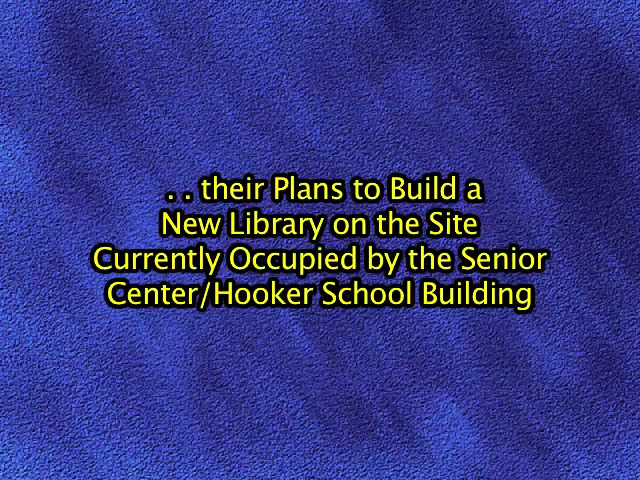 . . their Plans to Build a
New Library on the Site
Currently Occupied by the Senior
Center/Hooker School Building